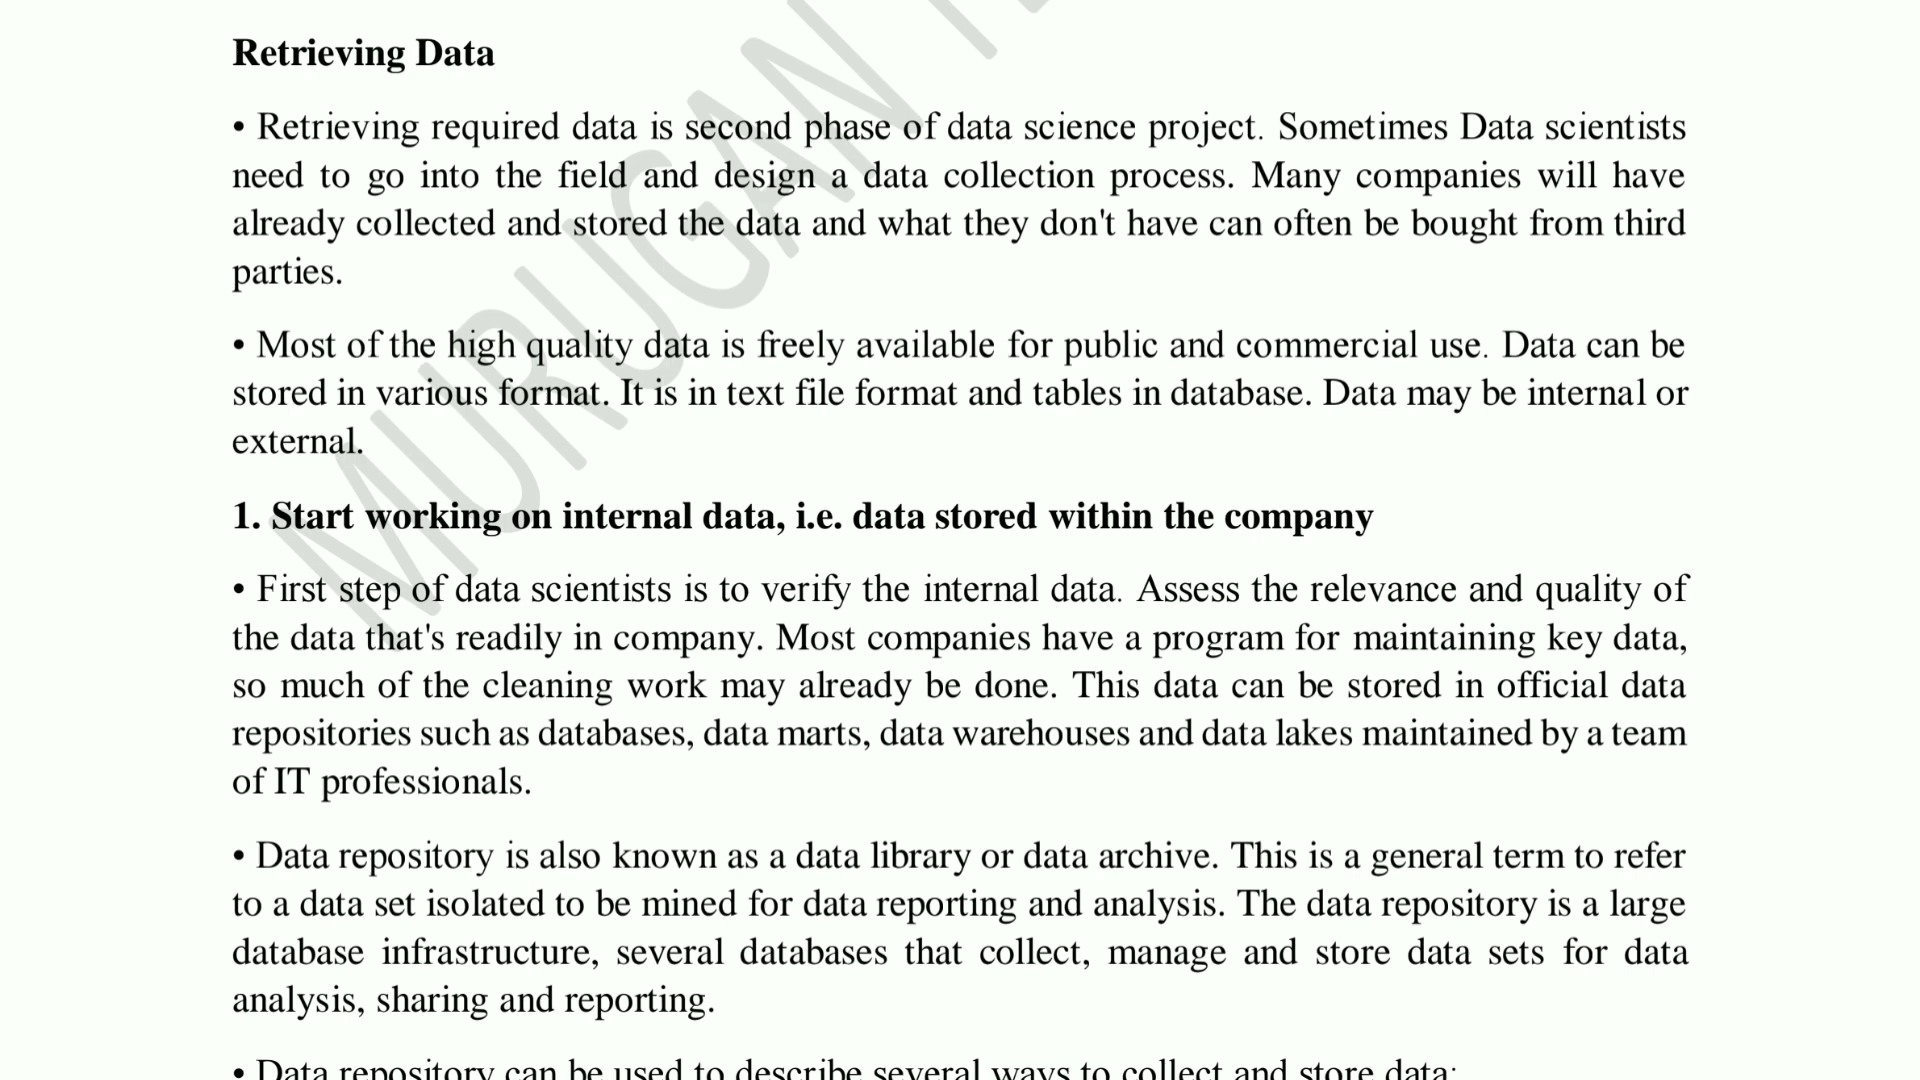 Retrieving Data
• Retrieving required data is second phase of data science project. Sometimes Data scientists
need to go into the field and design a data collection process. Many companies will have
already collected and stored the data and what they don't have can often be bought from third
parties.
• Most of the high quality data is freely available for public and commercial use. Data can be
stored in various format. It is in text file format and tables in database. Data may be internal or
external.
1. Start working on internal data, i.e. data stored within the company
• First step of data scientists is to verify the internal data. Assess the relevance and quality of
the data that's readily in company. Most companies have a program for maintaining key data,
so much of the cleaning work may already be done. This data can be stored in official data
repositories such as databases, data marts, data warehouses and data lakes maintained by a team
of IT professionals.
• Data repository is also known as a data library or data archive. This is a general term to refer
to a data set isolated to be mined for data reporting and analysis. The data repository is a large
database infrastructure, several databases that collect, manage and store data sets for data
analysis, sharing and reporting.
• Data repository can be used to describe several ways to collect and store data:
MURUGAN